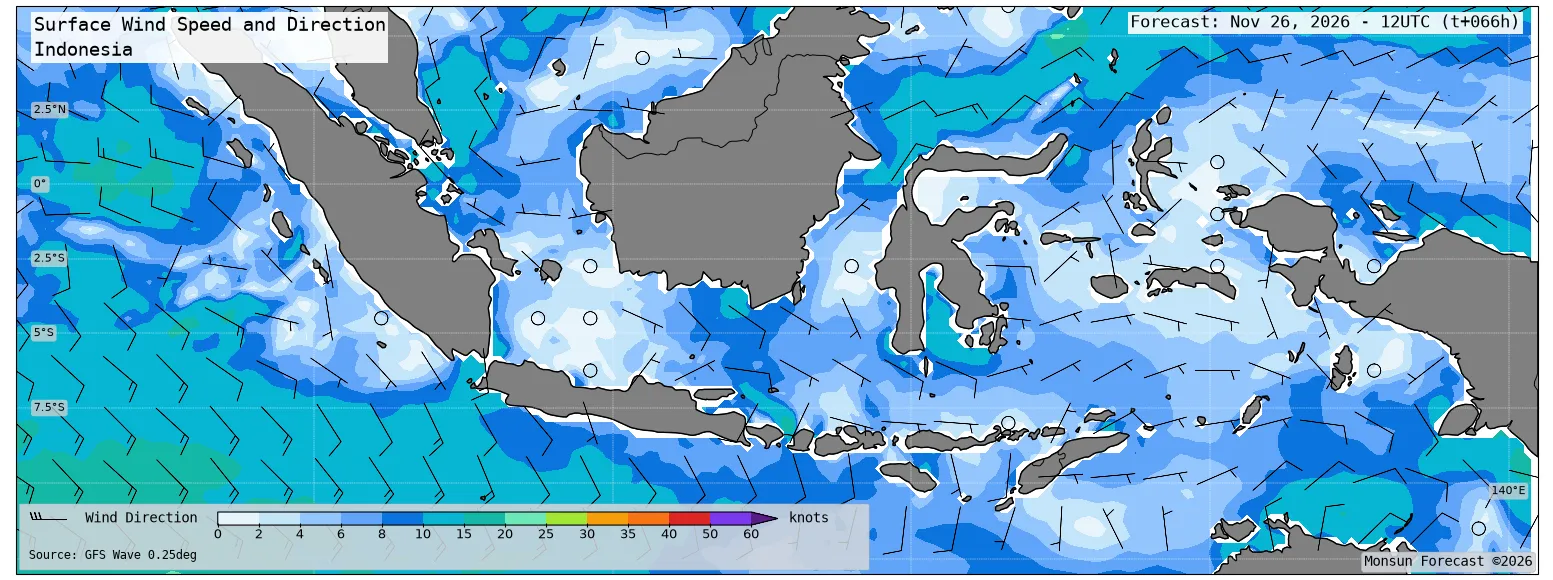 Surface Wind Speed and Direction
Indonesia
Forecast: Nov 26, 2026 - 12UTC (t+066h)
2.5°N
0°
2.5°S
5°S
7.5°S
140°E
Wind Direction
0 2 4 6 8 10 15 20 25 30 35 40 50 60
knots
Source: GFS Wave 0.25deg
Monsun Forecast ©2026